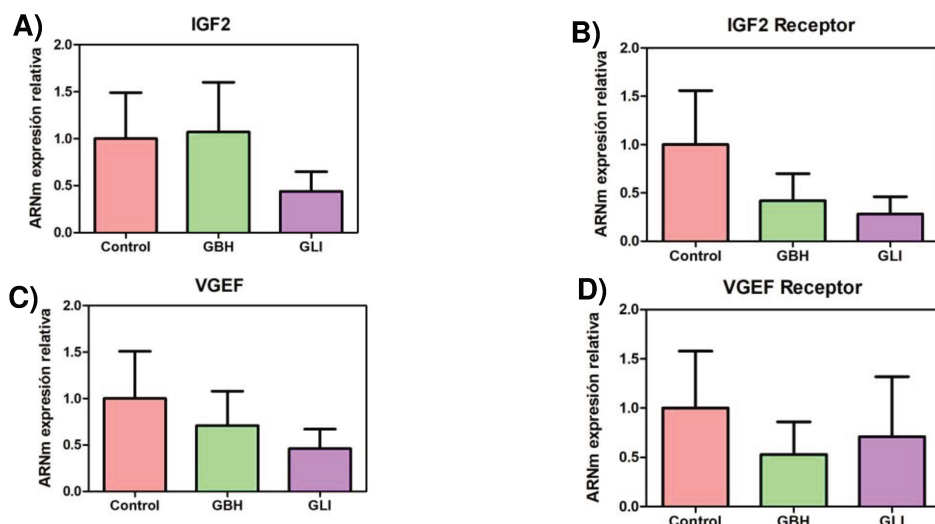 A)
IGF2
ARNm expresión relativa
2.0
1.5
1.0
0.5
0.0
Control GBH GLI
B)
IGF2 Receptor
ARNm expresión relativa
2.0
1.5
1.0
0.5
0.0
Control GBH GLI
C)
VGEF
ARNm expresión relativa
2.0
1.5
1.0
0.5
0.0
Control GBH GLI
D)
VGEF Receptor
ARNm expresión relativa
2.0
1.5
1.0
0.5
0.0
Control GBH GLI